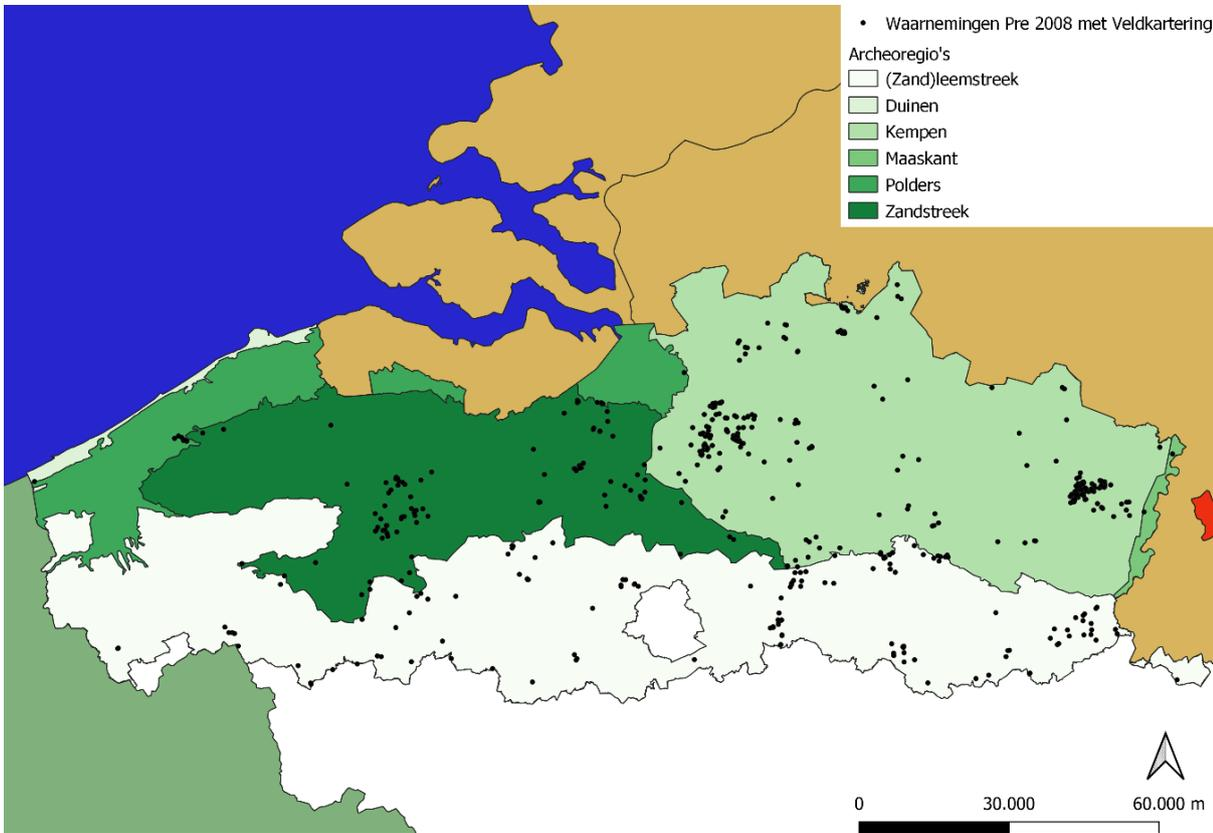 Waarnemingen Pre 2008 met Veldkartering
Archeoregio's
(Zand)leemstreek
Duinen
Kempen
Maaskant
Polders
Zandstreek
0 30.000 60.000 m